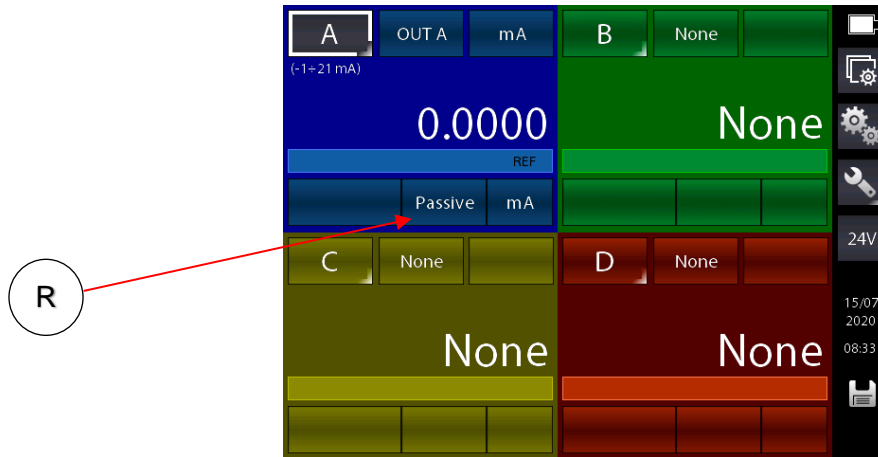 R
A OUT A mA
(-1÷21 mA)
0.0000
REF
Passive mA
B None
None
C None
None
D None
None
24V
15/07
2020
08:33